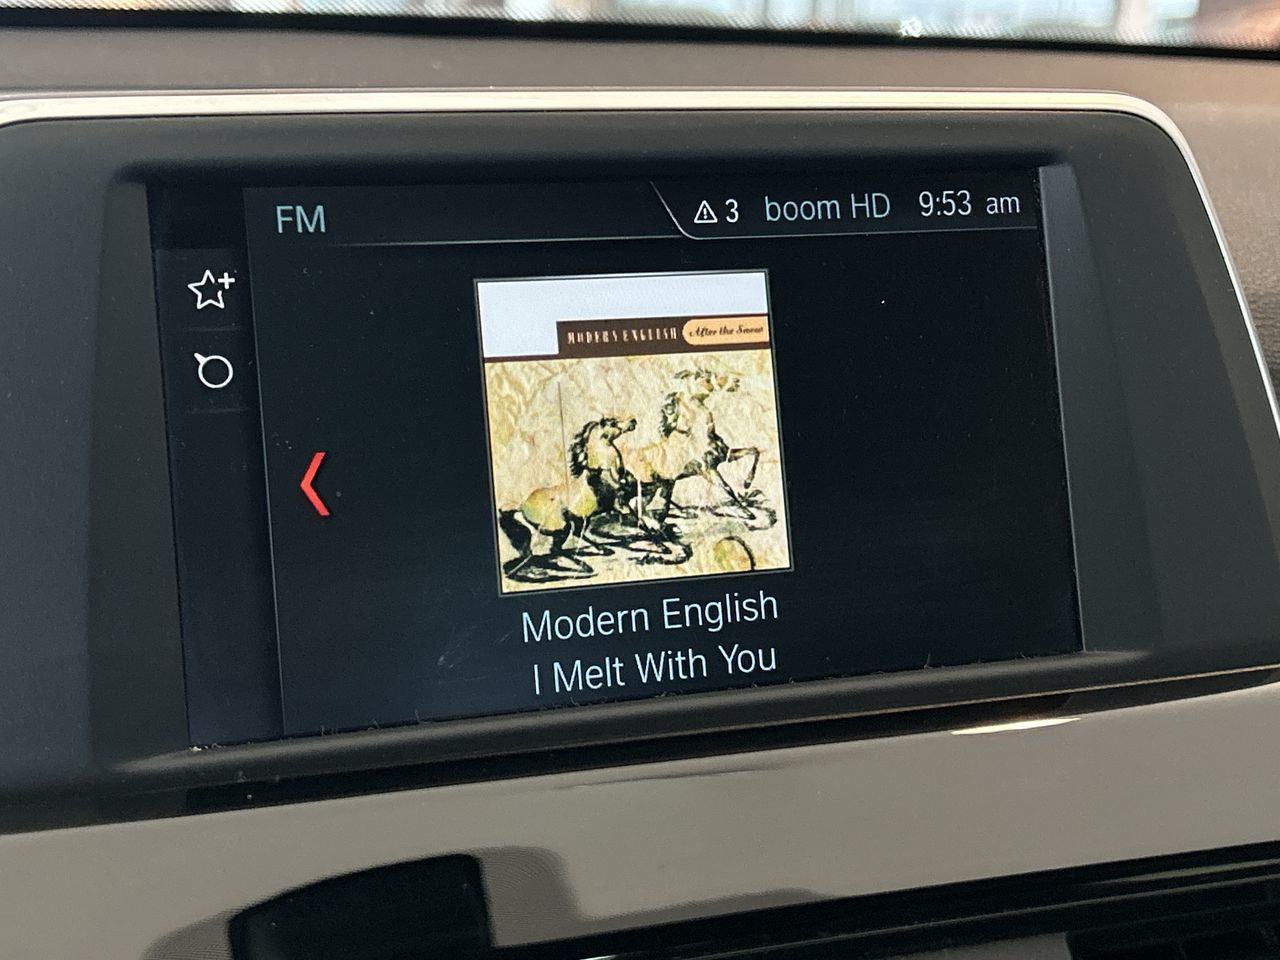 FM
3 boom HD 9:53 am
MODERN ENGLISH After the Snow
Modern English
I Melt With You